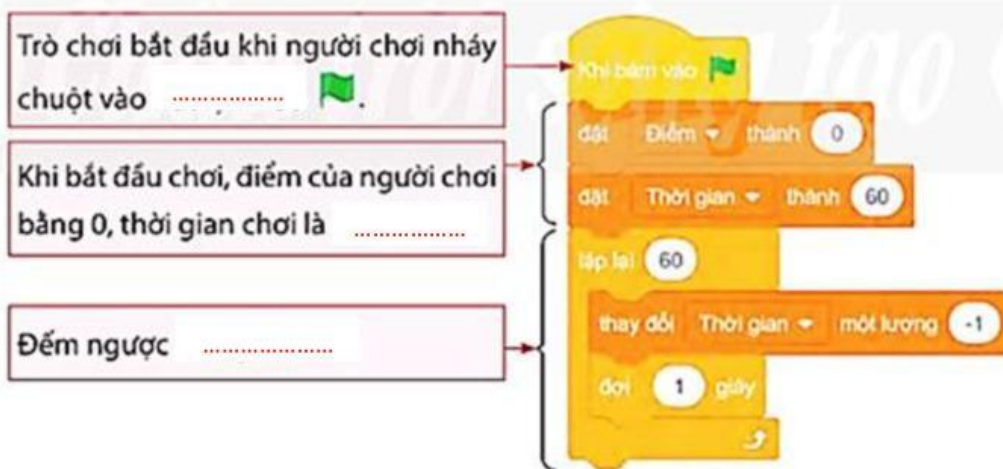 Trò chơi bắt đầu khi người chơi nháy
chuột vào ................ .
Khi bắt đầu chơi, điểm của người chơi
bằng 0, thời gian chơi là ................
Đếm ngược ...................
Khi bấm vào
đặt Điểm thành 0
đặt Thời gian thành 60
lặp lại 60
thay đổi Thời gian một lượng -1
đợi 1 giây